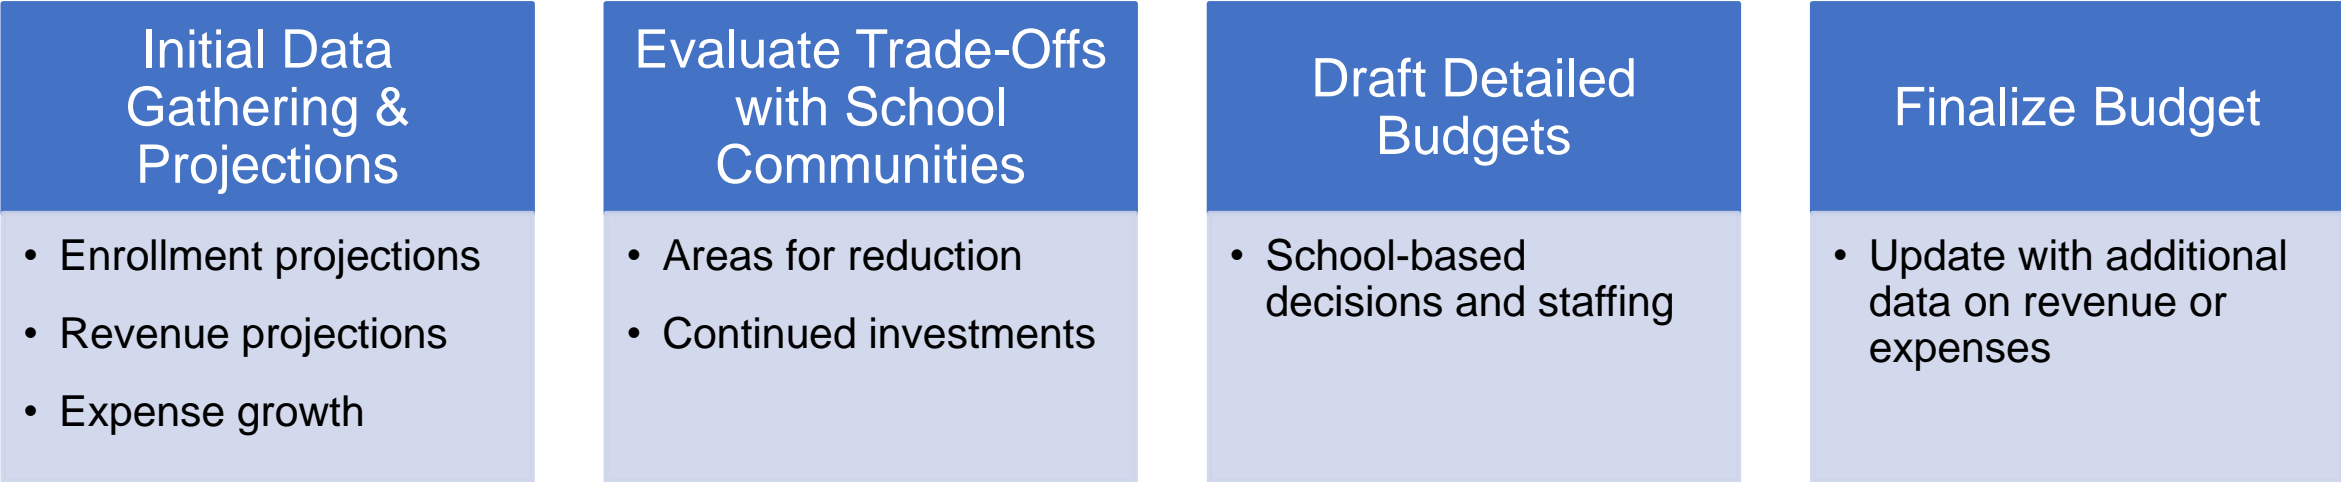 Initial Data
Gathering &
Projections
• Enrollment projections
• Revenue projections
• Expense growth
Evaluate Trade-Offs
with School
Communities
• Areas for reduction
• Continued investments
Draft Detailed
Budgets
• School-based
decisions and staffing
Finalize Budget
• Update with additional
data on revenue or
expenses